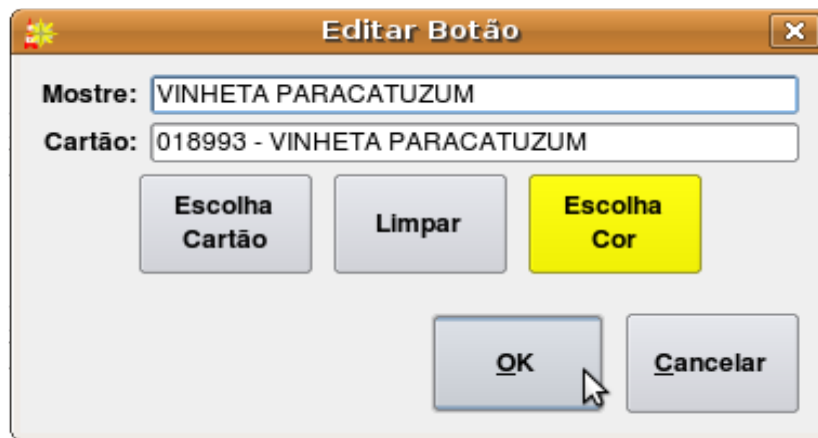 Editar Botão
Mostre: VINHETA PARACATUZUM
Cartão: 018993 - VINHETA PARACATUZUM
Escolha
Cartão
Limpar
Escolha
Cor
OK
Cancelar